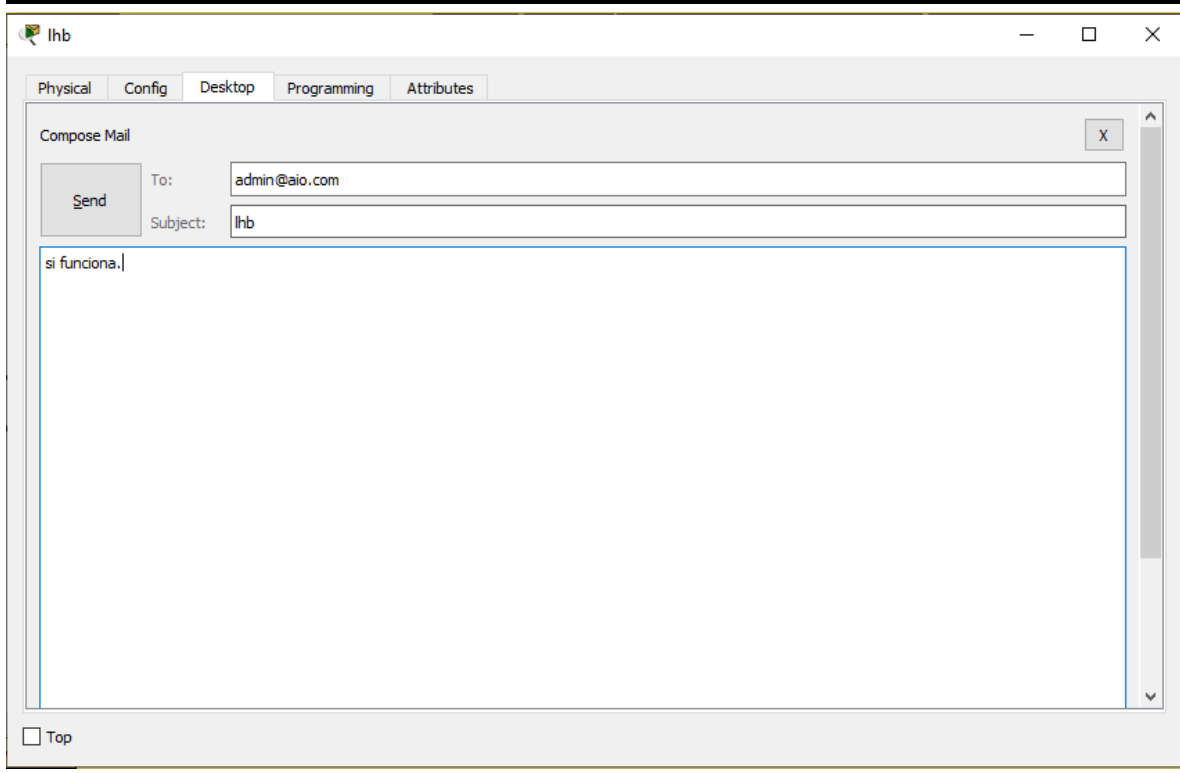 lhb
Physical Config Desktop Programming Attributes
Compose Mail X
Send
To: admin@aio.com
Subject: lhb
si funciona.
Top